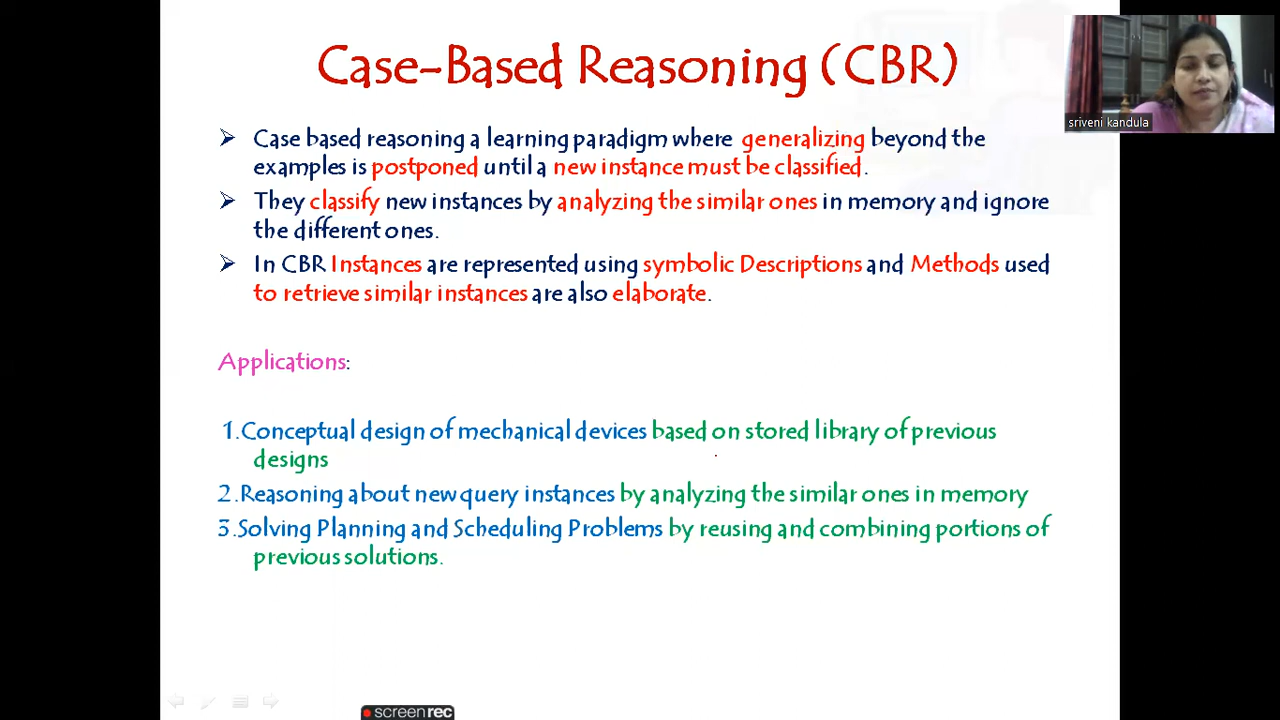 Case-Based Reasoning (CBR)
sriveni kandula
➢ Case based reasoning a learning paradigm where generalizing beyond the
examples is postponed until a new instance must be classified.
➢ They classify new instances by analyzing the similar ones in memory and ignore
the different ones.
➢ In CBR Instances are represented using symbolic Descriptions and Methods used
to retrieve similar instances are also elaborate.
Applications:
1.Conceptual design of mechanical devices based on stored library of previous
designs
2.Reasoning about new query instances by analyzing the similar ones in memory
3.Solving Planning and Scheduling Problems by reusing and combining portions of
previous solutions.
screenrec